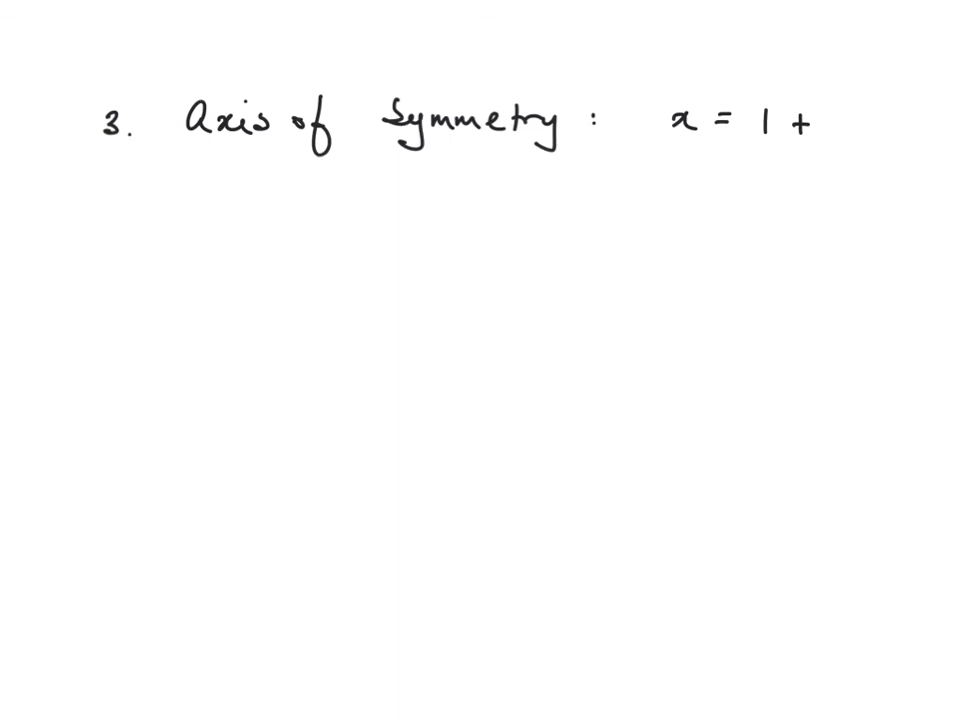 3. Axis of Symmetry : x = 1 +